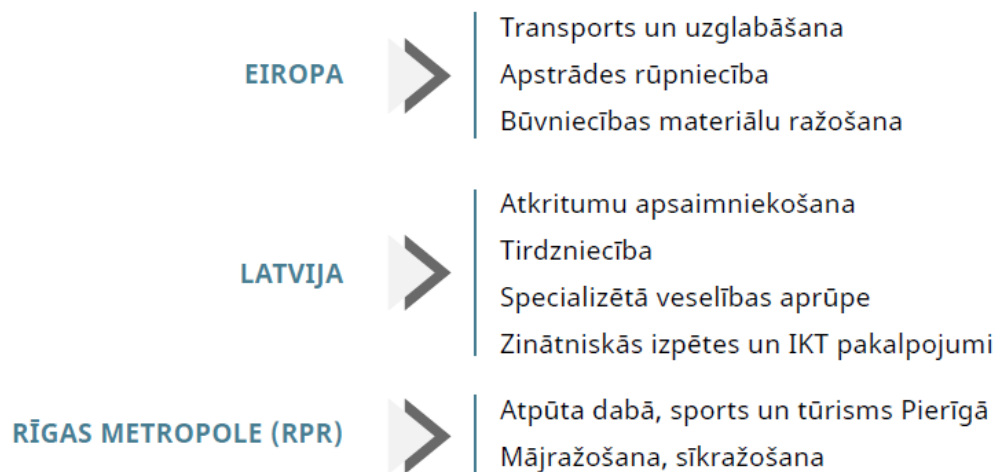 EIROPA
Transports un uzglabāšana
Apstrādes rūpniecība
Būvniecības materiālu ražošana
LATVIJA
Atkritumu apsaimniekošana
Tirdzniecība
Specializētā veselības aprūpe
Zinātniskās izpētes un IKT pakalpojumi
RĪGAS METROPOLE (RPR)
Atpūta dabā, sports un tūrisms Pierīgā
Mājražošana, sīkražošana